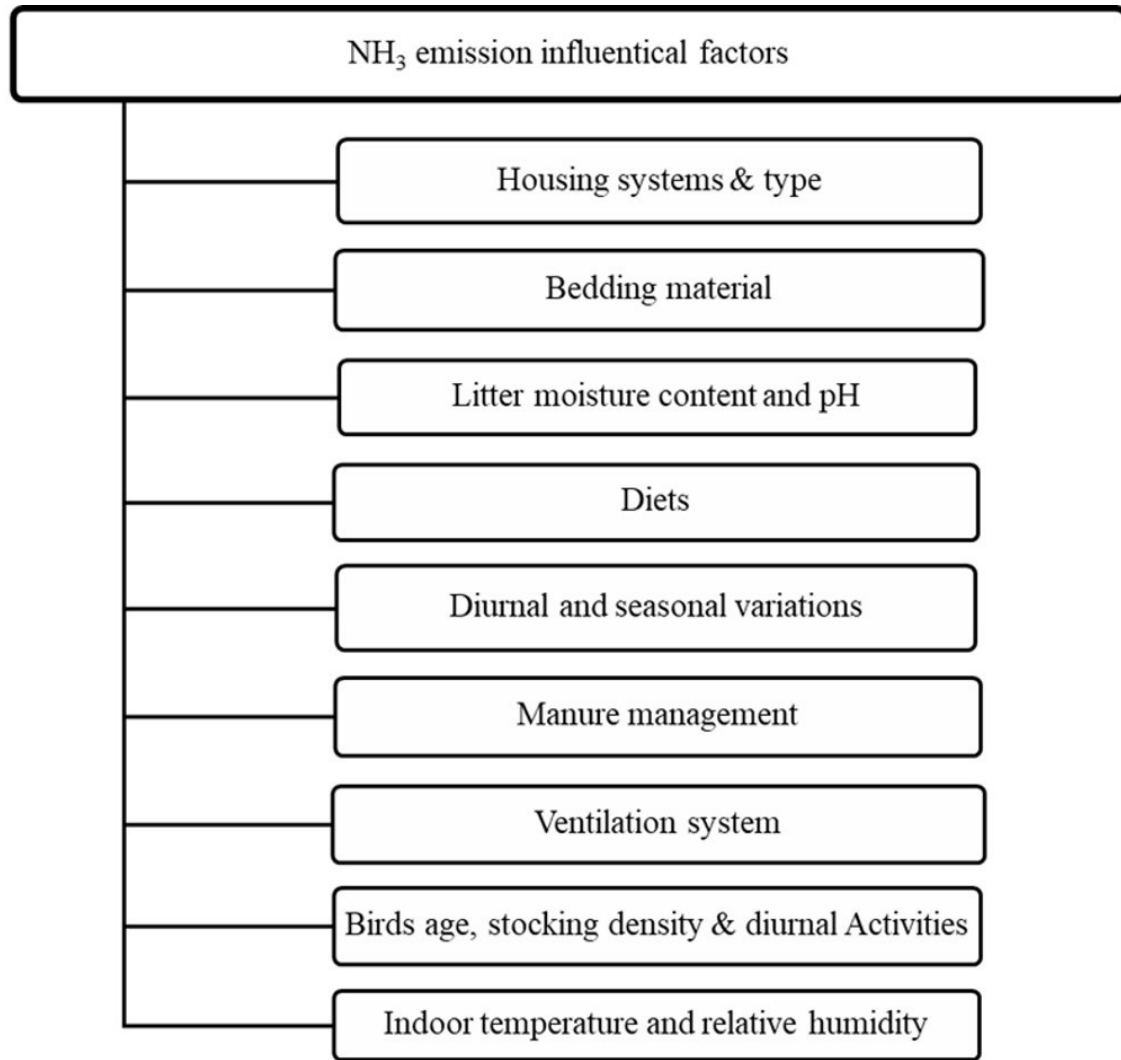 NH₃ emission influentical factors
Housing systems & type
Bedding material
Litter moisture content and pH
Diets
Diurnal and seasonal variations
Manure management
Ventilation system
Birds age, stocking density & diurnal Activities
Indoor temperature and relative humidity